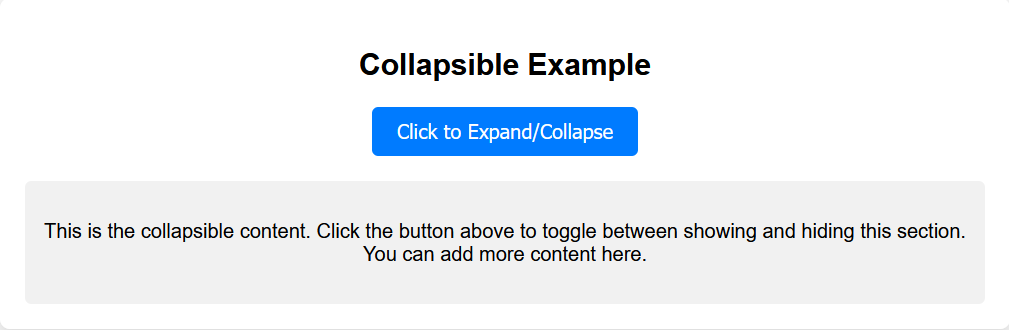 Collapsible Example
Click to Expand/Collapse
This is the collapsible content. Click the button above to toggle between showing and hiding this section.
You can add more content here.